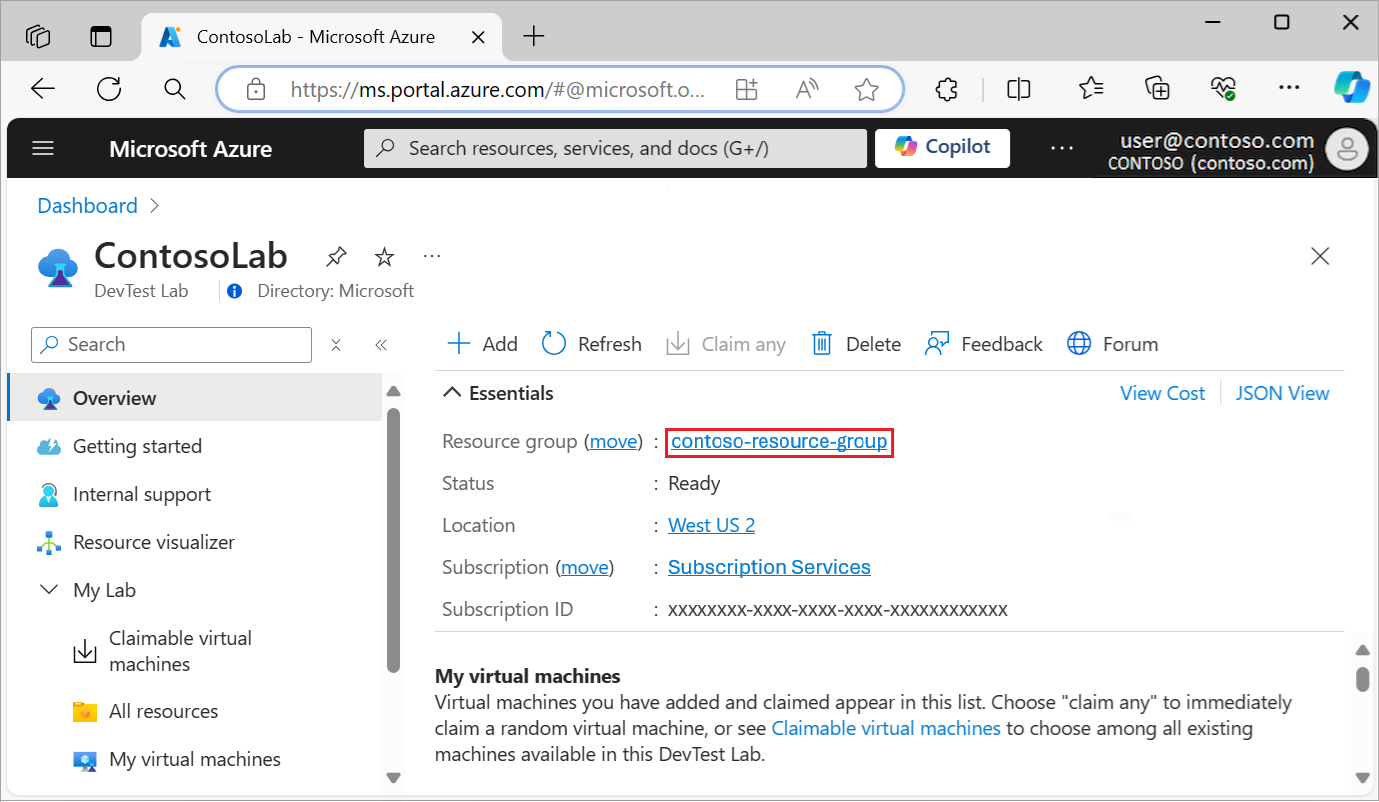 ContosoLab - Microsoft Azure
https://ms.portal.azure.com/#@microsoft.o...
Microsoft Azure
Search resources, services, and docs (G+/)
Copilot
user@contoso.com
CONTOSO (contoso.com)
Dashboard
ContosoLab
DevTest Lab
Directory: Microsoft
Search
Add
Refresh
Claim any
Delete
Feedback
Forum
Overview
Getting started
Internal support
Resource visualizer
My Lab
Claimable virtual
machines
All resources
My virtual machines
Essentials
View Cost
JSON View
Resource group (move) : contoso-resource-group
Status : Ready
Location : West US 2
Subscription (move) : Subscription Services
Subscription ID : xxxxxxxx-xxxx-xxxx-xxxx-xxxxxxxxxxxx
My virtual machines
Virtual machines you have added and claimed appear in this list. Choose "claim any" to immediately
claim a random virtual machine, or see Claimable virtual machines to choose among all existing
machines available in this DevTest Lab.